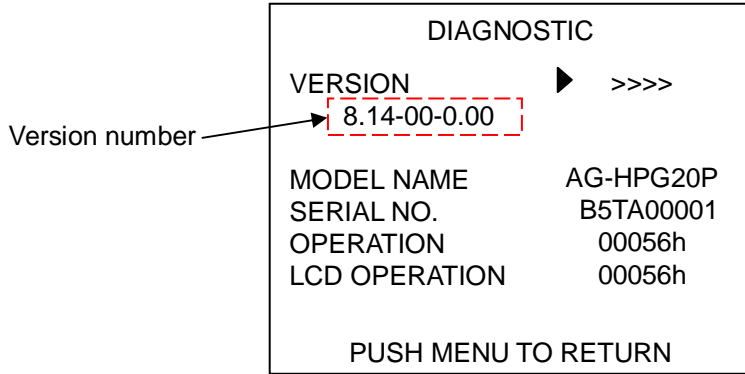 DIAGNOSTIC
VERSION ▶ >>>>
8.14-00-0.00
Version number
MODEL NAME AG-HPG20P
SERIAL NO. B5TA00001
OPERATION 00056h
LCD OPERATION 00056h
PUSH MENU TO RETURN